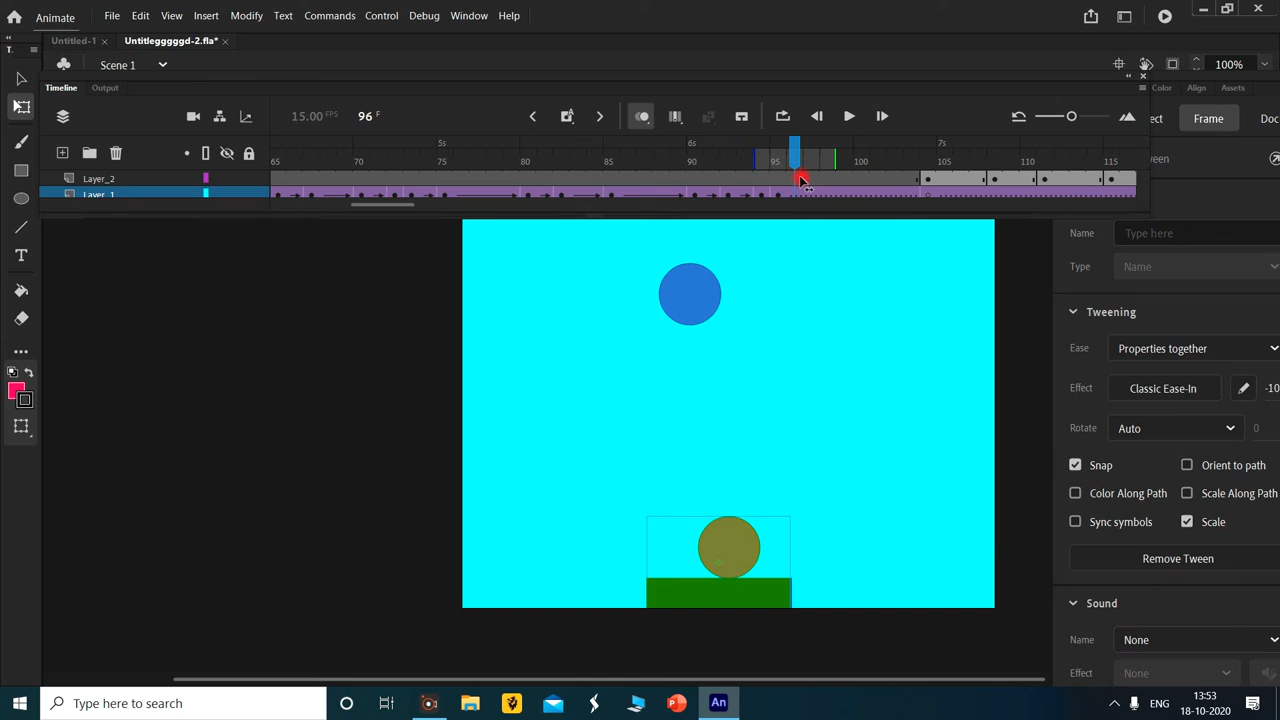 Animate File Edit View Insert Modify Text Commands Control Debug Window Help
Untitled-1 Untitlegggggd-2.fla*
Scene 1 100%
Timeline Output Color Align Assets
15.00 FPS 96 F Frame
5s 6s 7s
65 70 75 80 85 90 95 100 105 110 115
Layer_2
Layer_1
Name Type here
Type Name
Tweening
Ease Properties together
Effect Classic Ease-In -10
Rotate Auto 0
Snap Orient to path
Color Along Path Scale Along Path
Sync symbols Scale
Remove Tween
Sound
Name None
Effect None
Type here to search An ENG 13:53
18-10-2020